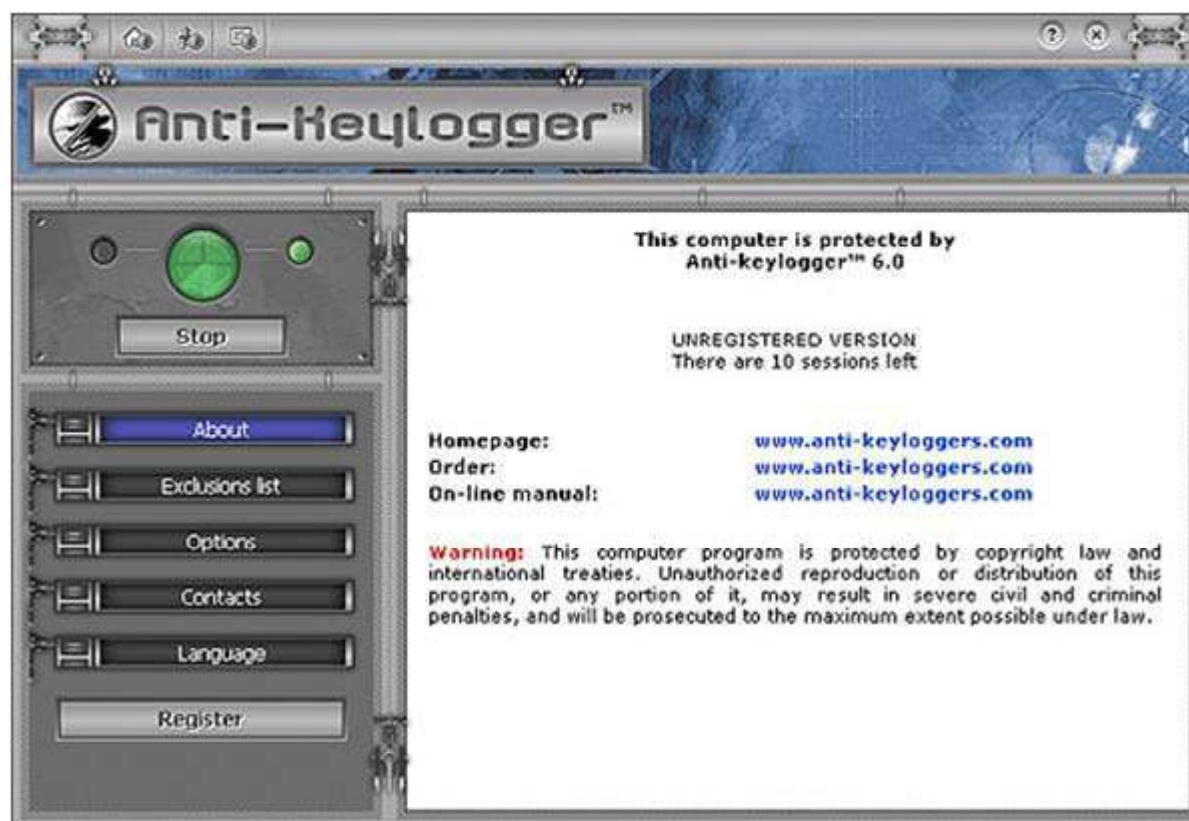 Anti-Keylogger™
Stop
About
Exclusions list
Options
Contacts
Language
Register
This computer is protected by
Anti-keylogger™ 6.0
UNREGISTERED VERSION
There are 10 sessions left
Homepage: www.anti-keyloggers.com
Order: www.anti-keyloggers.com
On-line manual: www.anti-keyloggers.com
Warning: This computer program is protected by copyright law and
international treaties. Unauthorized reproduction or distribution of this
program, or any portion of it, may result in severe civil and criminal
penalties, and will be prosecuted to the maximum extent possible under law.